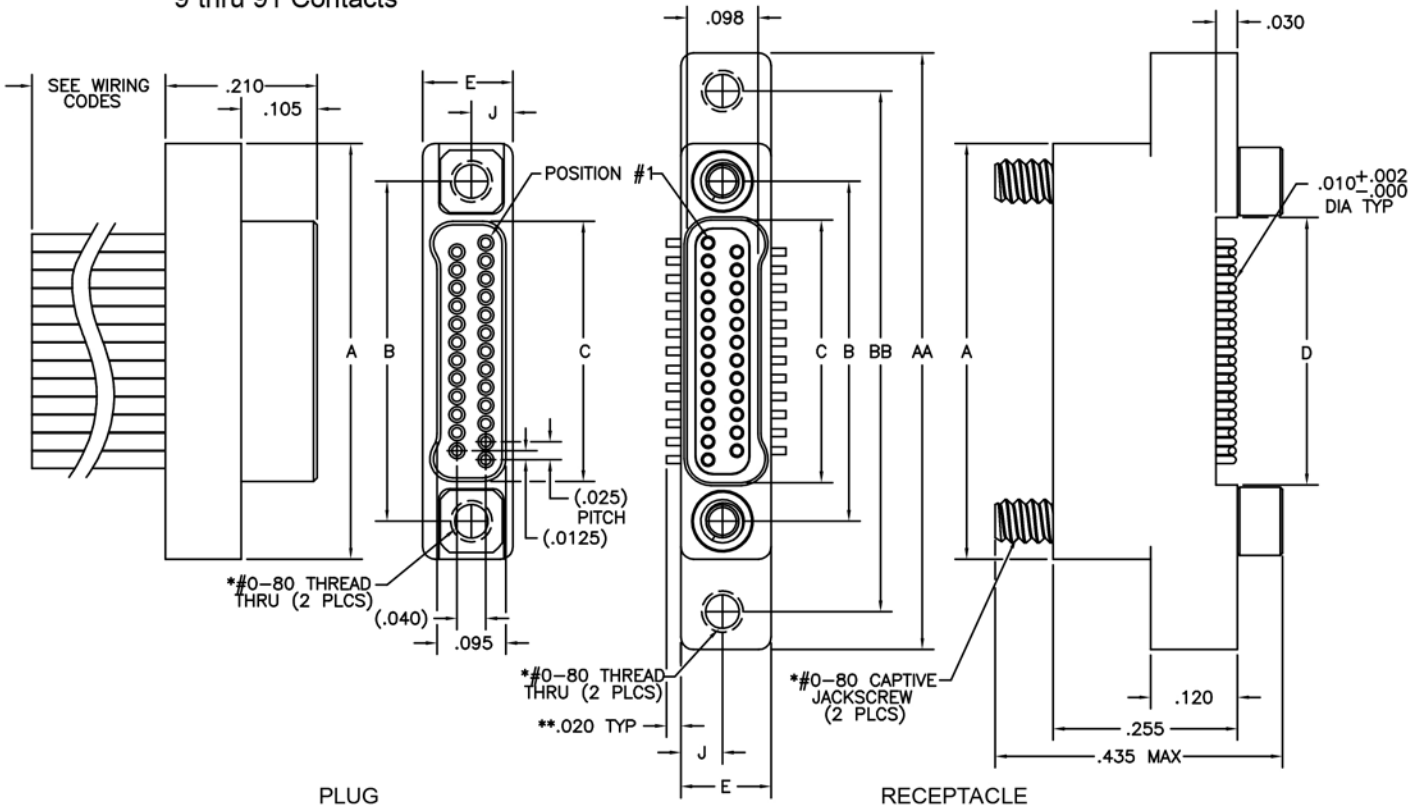 9 thru 91 Contacts
SEE WIRING
CODES
.210
.105
E
J
.098
.030
POSITION #1
.010+.002
-.000
DIA TYP
A
B
C
C
B
BB
AA
A
D
(.025)
PITCH
(.0125)
*#0-80 THREAD
THRU (2 PLCS)
(.040)
.095
*#0-80 THREAD
THRU (2 PLCS)
**.020 TYP
J
E
*#0-80 CAPTIVE
JACKSCREW
(2 PLCS)
.120
.255
.435 MAX
PLUG
RECEPTACLE